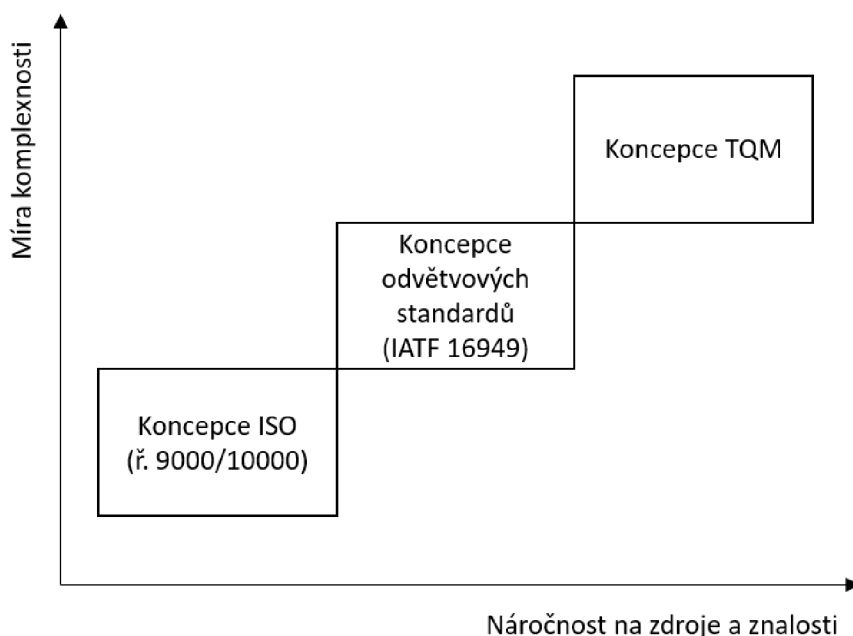 Míra komplexnosti
Koncepce TQM
Koncepce
odvětvových
standardů
(IATF 16949)
Koncepce ISO
(ř. 9000/10000)
Náročnost na zdroje a znalosti